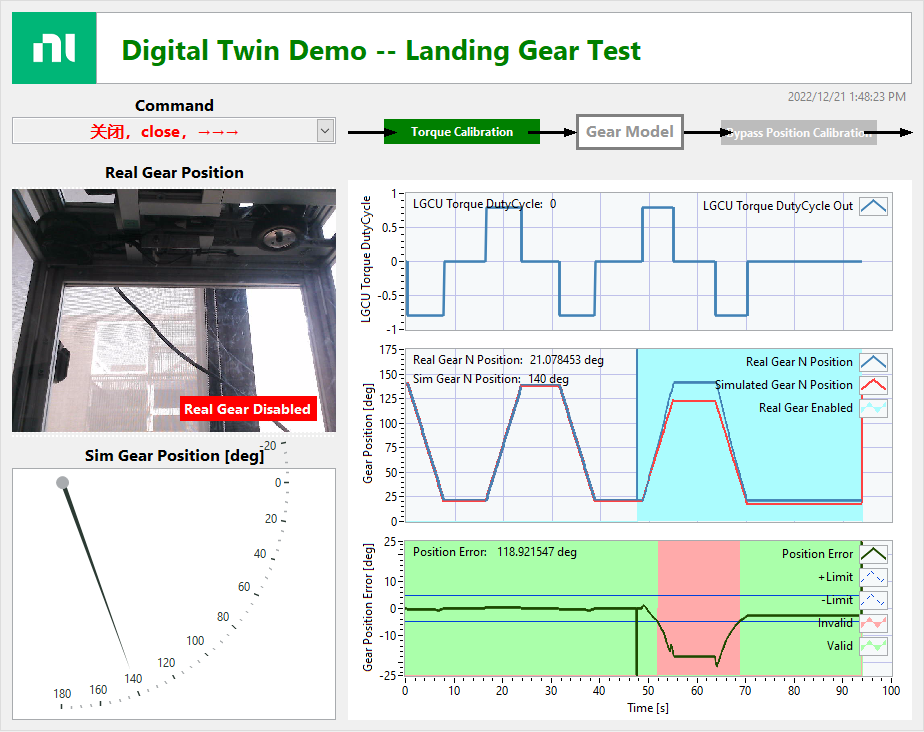 nı
Digital Twin Demo -- Landing Gear Test
2022/12/21 1:48:23 PM
Command
关闭，close，→→→
Torque Calibration
Gear Model
Bypass Position Calibration
Real Gear Position
Real Gear Disabled
Sim Gear Position [deg]
-20
0
20
40
60
80
100
120
140
160
180
LGCU Torque DutyCycle
1
0.5
0
-0.5
-1
LGCU Torque DutyCycle: 0
LGCU Torque DutyCycle Out
Gear Position [deg]
175
150
125
100
75
50
25
0
Real Gear N Position: 21.078453 deg
Sim Gear N Position: 140 deg
Real Gear N Position
Simulated Gear N Position
Real Gear Enabled
Gear Position Error [deg]
25
10
0
-10
-25
Position Error: 118.921547 deg
Position Error
+Limit
-Limit
Invalid
Valid
0 10 20 30 40 50 60 70 80 90 100
Time [s]